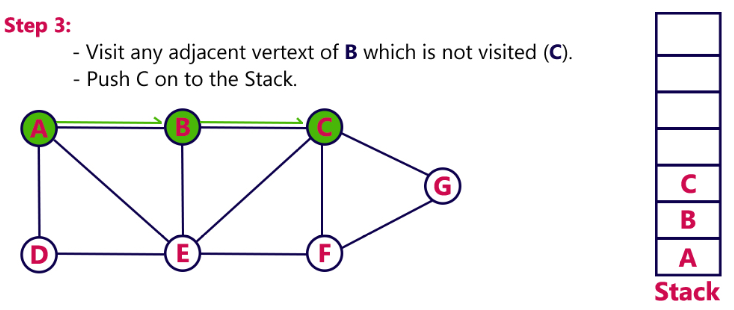 Step 3:
- Visit any adjacent vertext of B which is not visited (C).
- Push C on to the Stack.
A
B
C
G
D
E
F
C
B
A
Stack